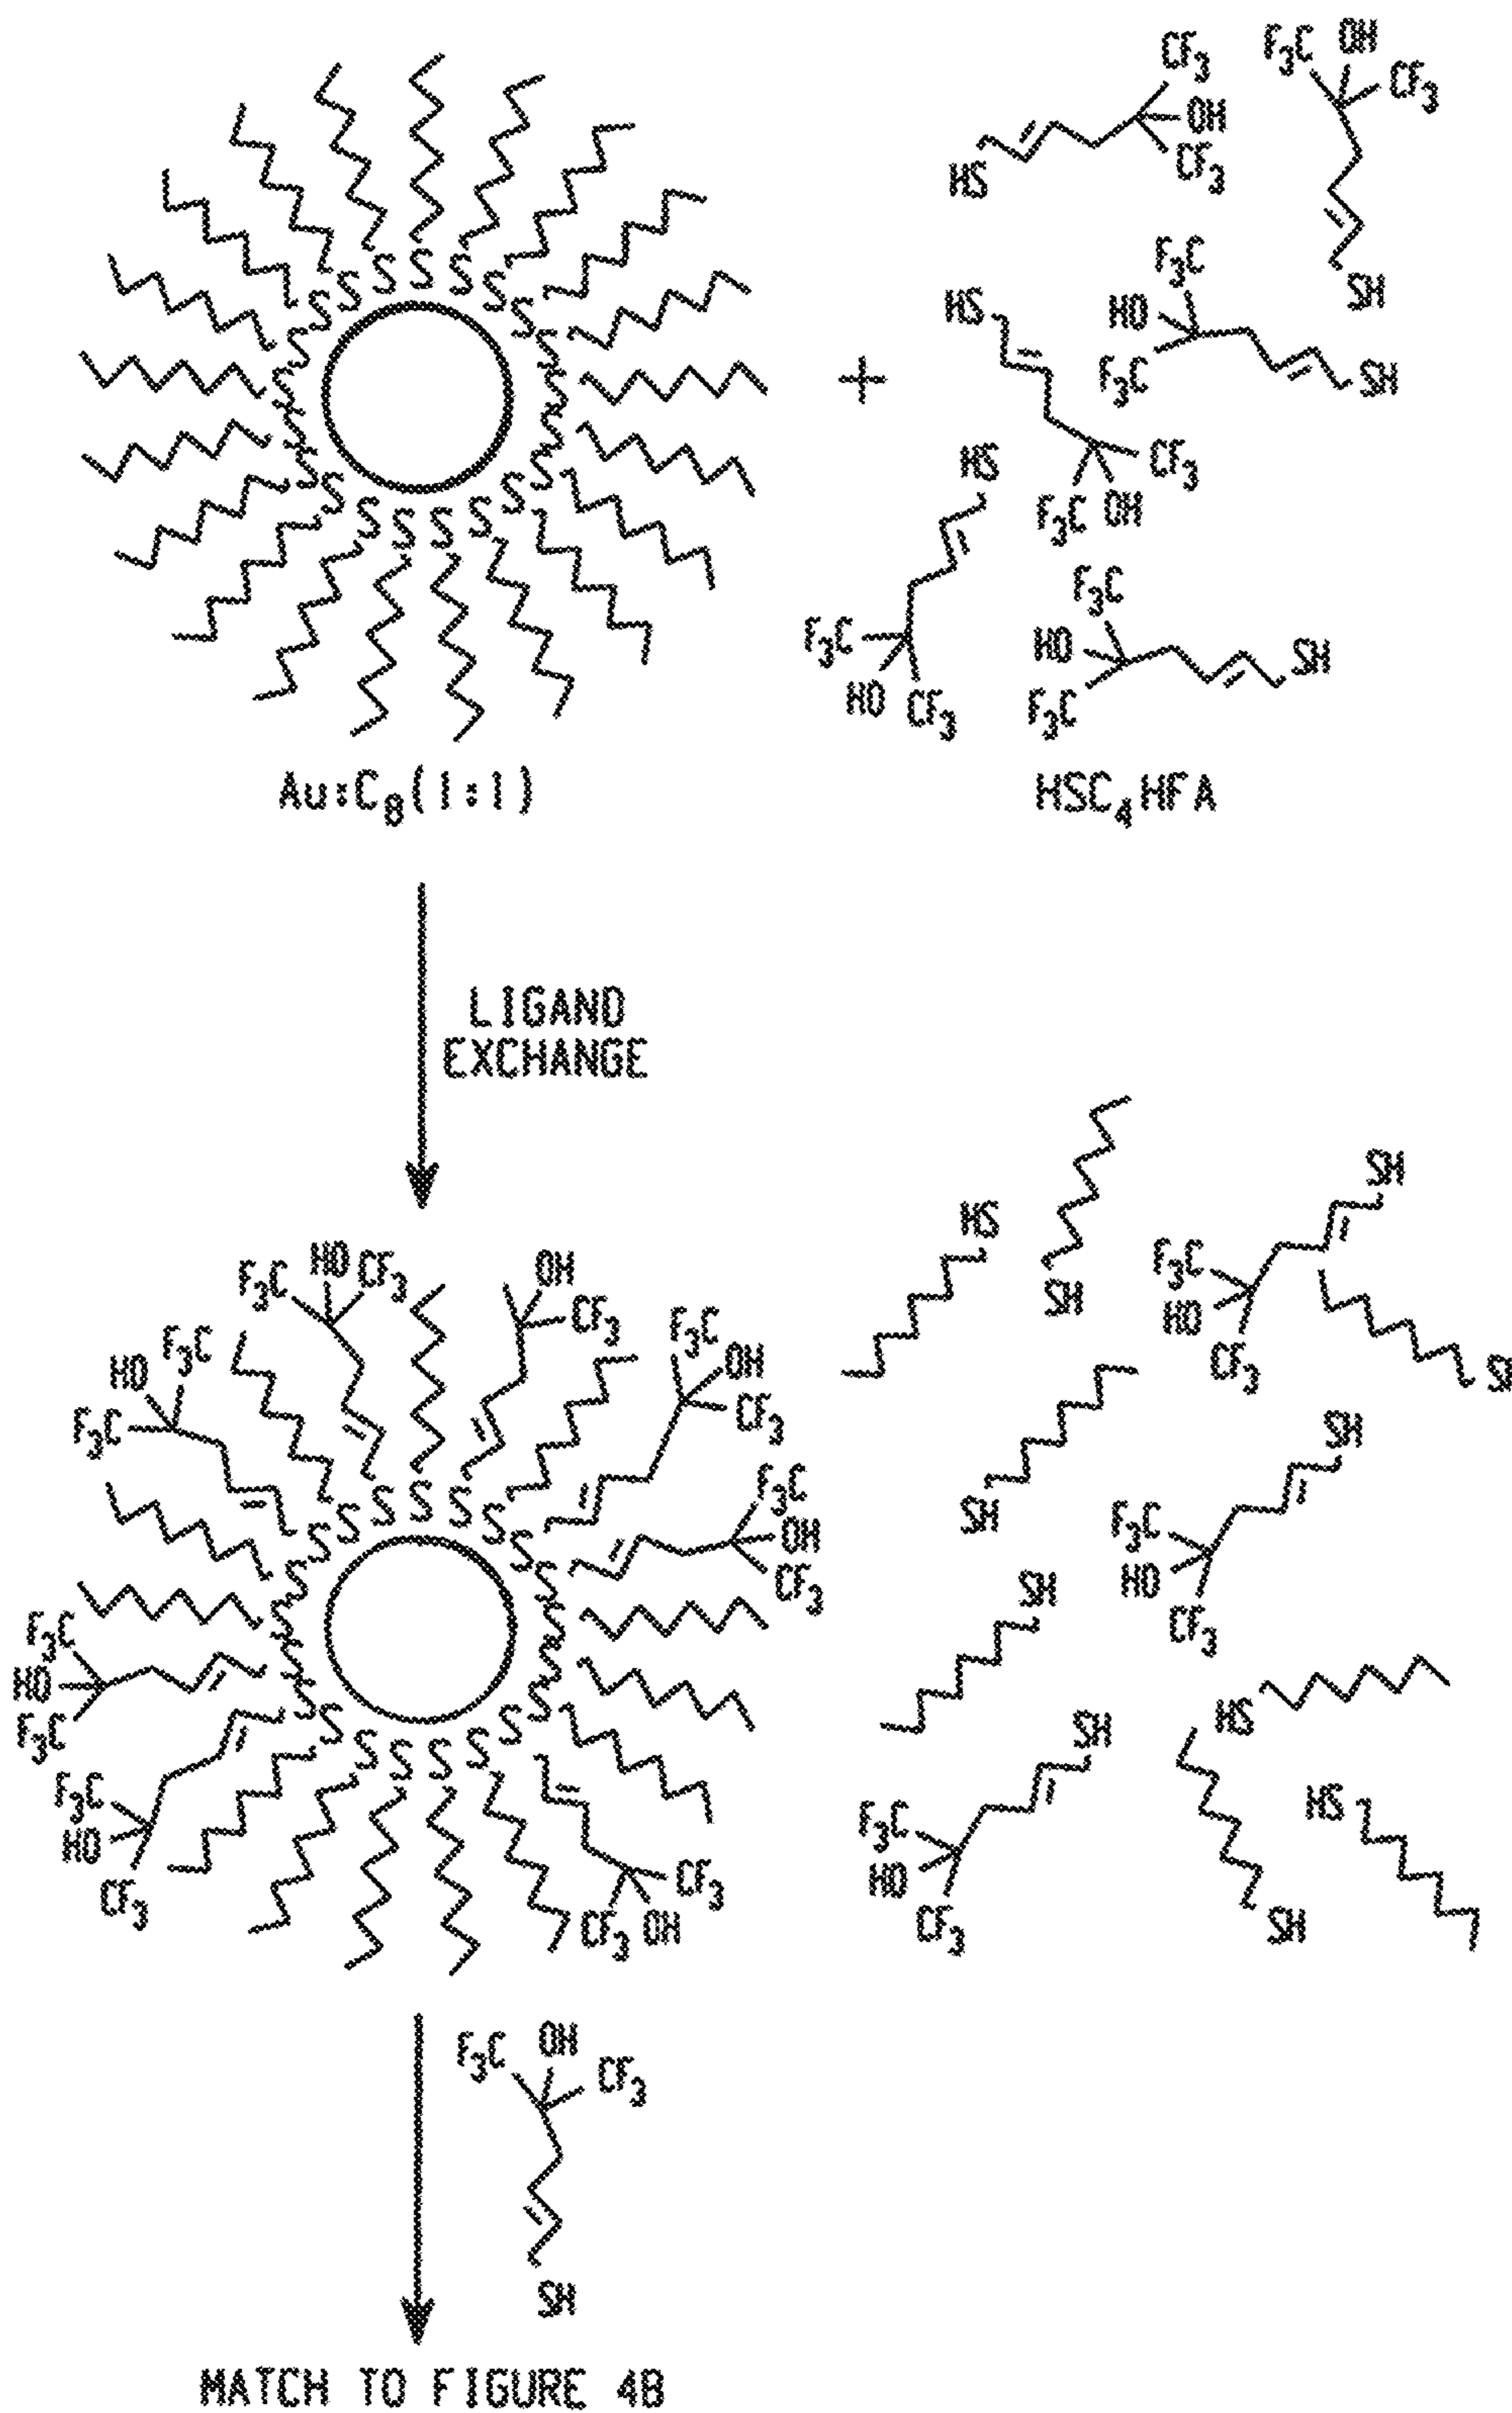 CF3
F3C OH
CF3
OH
CF3
HS
SH
S S S S S S S S S S S S S S S S S S S S S
+
F3C
HO
F3C
SH
HS
CF3
F3C OH
HS
F3C
HO CF3
F3C
HO
F3C
SH
Au:C8(1:1)
HSC4HFA
LIGAND
EXCHANGE
HS
SH
SH
F3C
HO
CF3
SH
F3C HO CF3
OH
CF3
F3C
OH
CF3
F3C
HO
F3C
F3C
OH
CF3
S S S S S S S S S S S S S S S S S S S S S
F3C
HO
F3C
F3C
HO
CF3
CF3
CF3 OH
SH
SH
F3C
HO
CF3
SH
HS
SH
F3C
HO
CF3
SH
HS
F3C OH
CF3
SH
MATCH TO FIGURE 4B